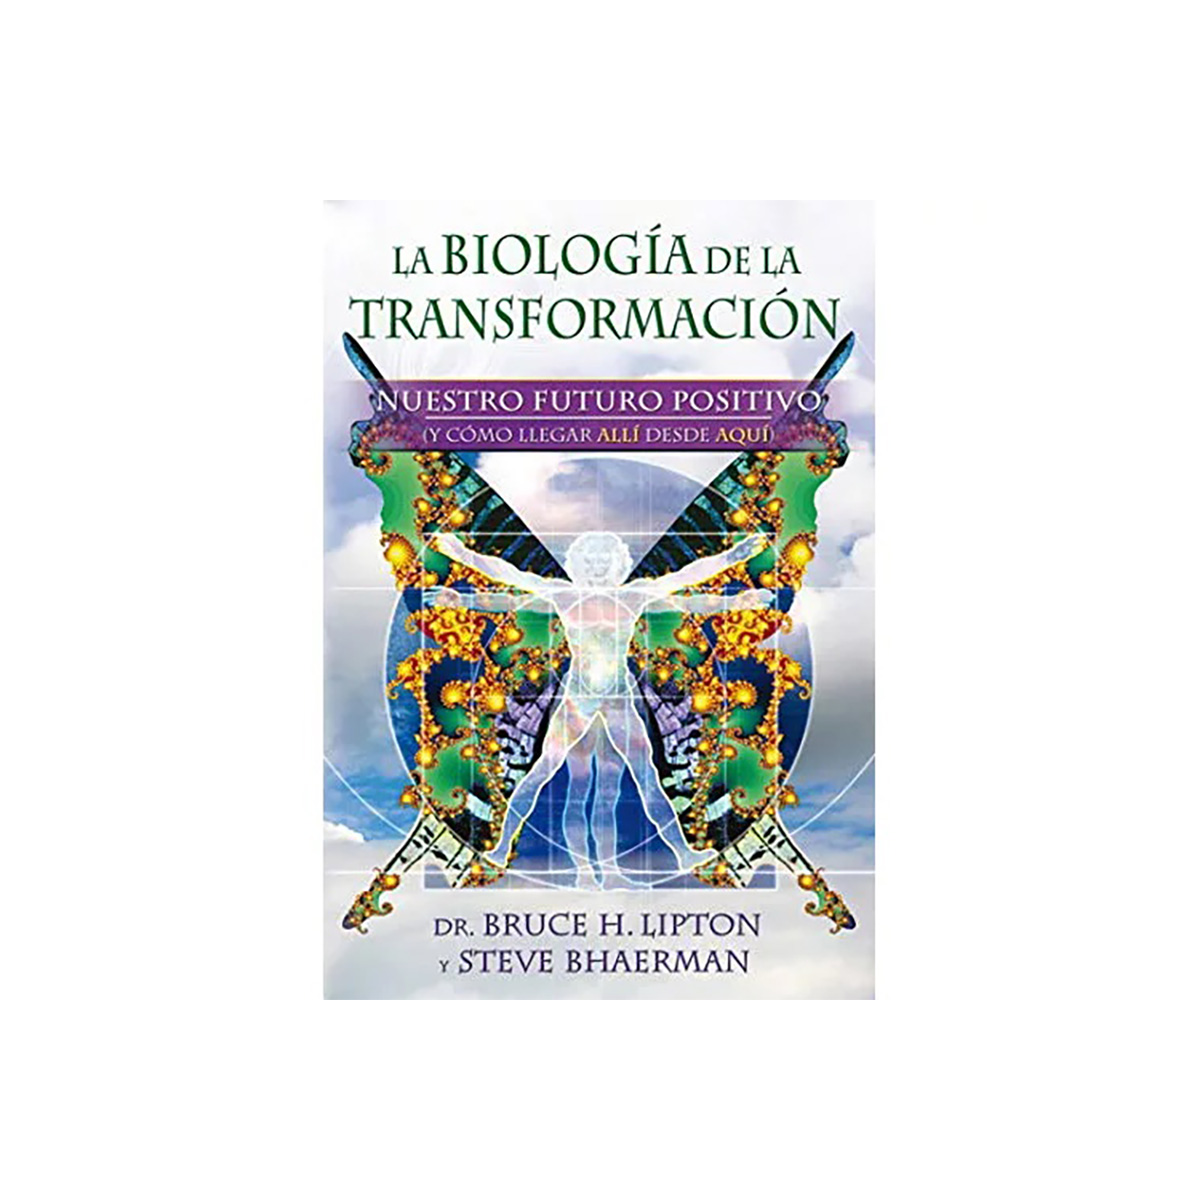 LA BIOLOGÍA DE LA
TRANSFORMACIÓN
NUESTRO FUTURO POSITIVO
(Y CÓMO LLEGAR ALLÍ DESDE AQUÍ)
DR. BRUCE H. LIPTON
Y STEVE BHAERMAN